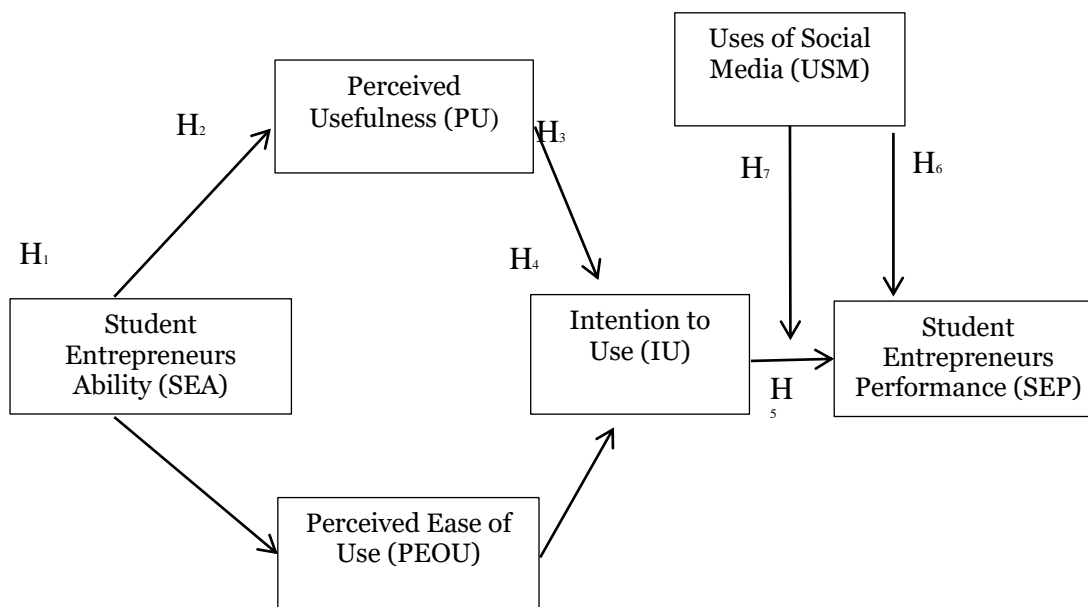 Uses of Social
Media (USM)
Perceived
Usefulness (PU)
H₂
H₃
H₇
H₆
H₁
H₄
Student
Entrepreneurs
Ability (SEA)
Intention to
Use (IU)
Student
Entrepreneurs
Performance (SEP)
H
5
Perceived Ease of
Use (PEOU)